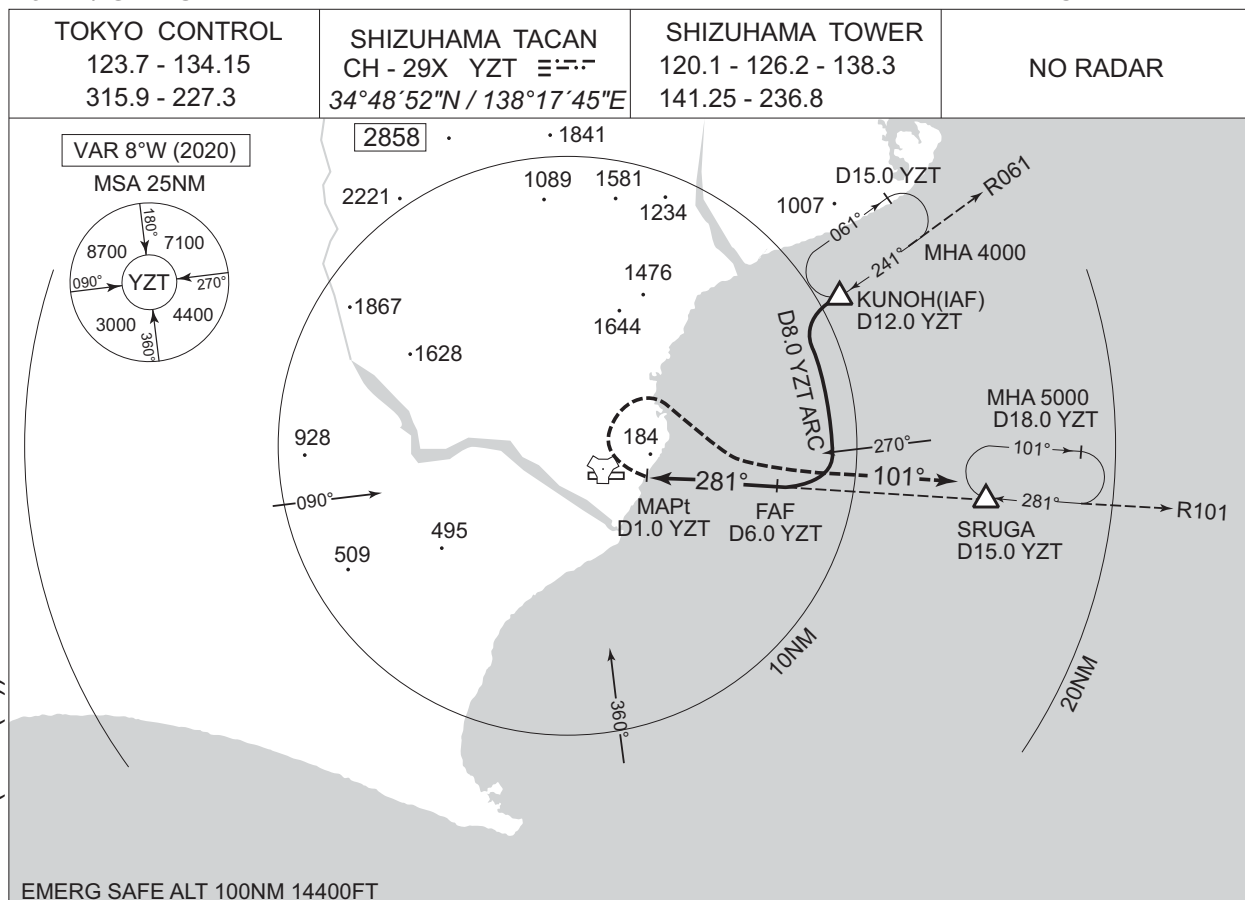 TOKYO CONTROL
123.7 - 134.15
315.9 - 227.3
SHIZUHAMA TACAN
CH - 29X YZT
34°48´52"N / 138°17´45"E
SHIZUHAMA TOWER
120.1 - 126.2 - 138.3
141.25 - 236.8
NO RADAR
VAR 8°W (2020)
MSA 25NM
180°
8700
7100
090°
YZT
270°
3000
4400
360°
2858
1841
2221
1089
1581
1234
1007
D15.0 YZT
R061
061°
241°
MHA 4000
KUNOH(IAF)
D12.0 YZT
1476
1867
1644
1628
D8.0 YZT ARC
MHA 5000
D18.0 YZT
928
184
270°
101°
101°
281°
281°
R101
090°
MAPt
D1.0 YZT
FAF
D6.0 YZT
SRUGA
D15.0 YZT
495
509
10NM
20NM
360°
EMERG SAFE ALT 100NM 14400FT